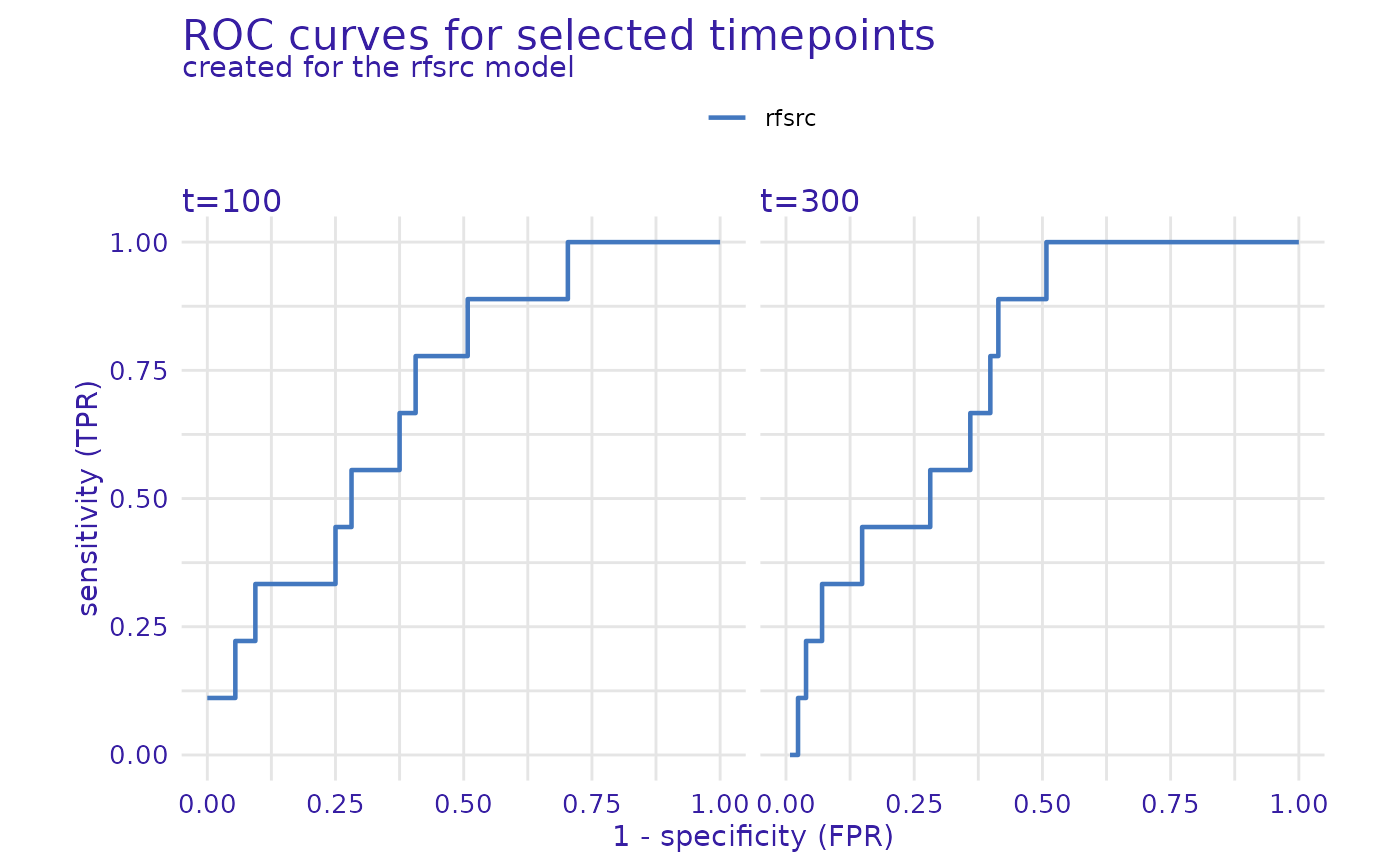 ROC curves for selected timepoints
created for the rfsrc model
rfsrc
t=100
t=300
sensitivity (TPR)
1.00
0.75
0.50
0.25
0.00
0.00 0.25 0.50 0.75 1.00 0.00 0.25 0.50 0.75 1.00
1 - specificity (FPR)